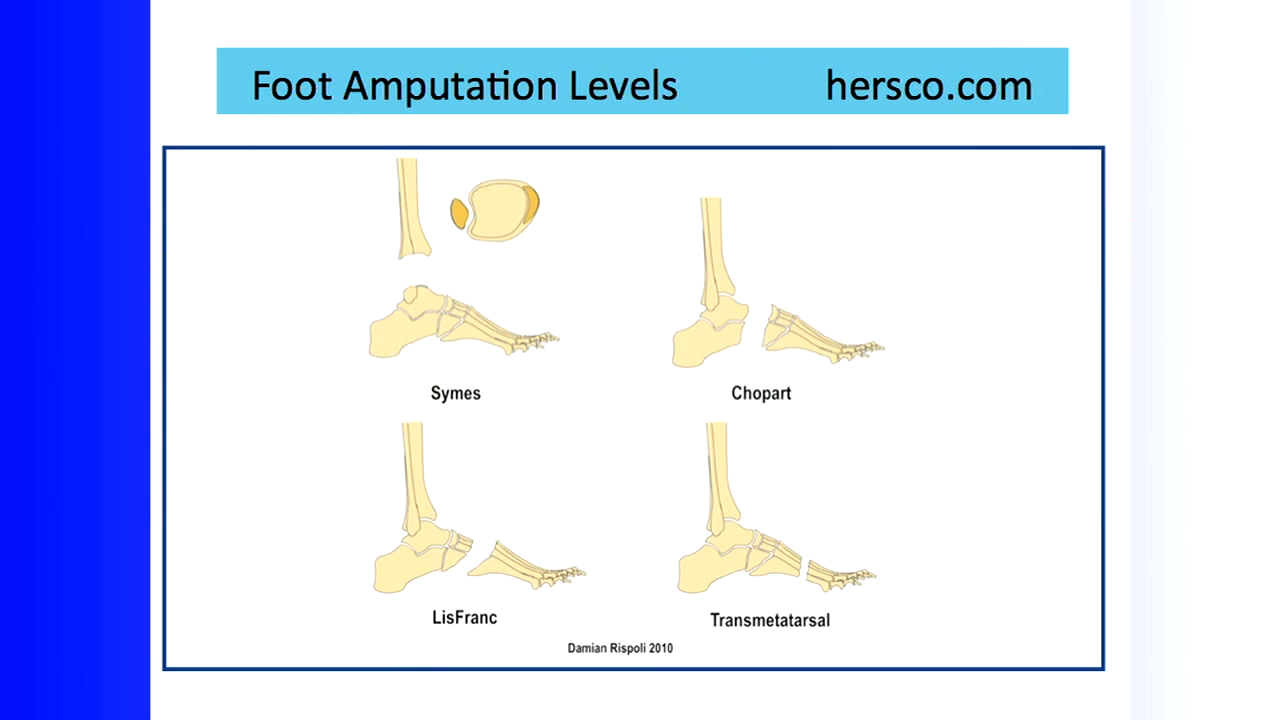 Foot Amputation Levels hersco.com
Symes
Chopart
LisFranc
Transmetatarsal
Damian Rispoli 2010